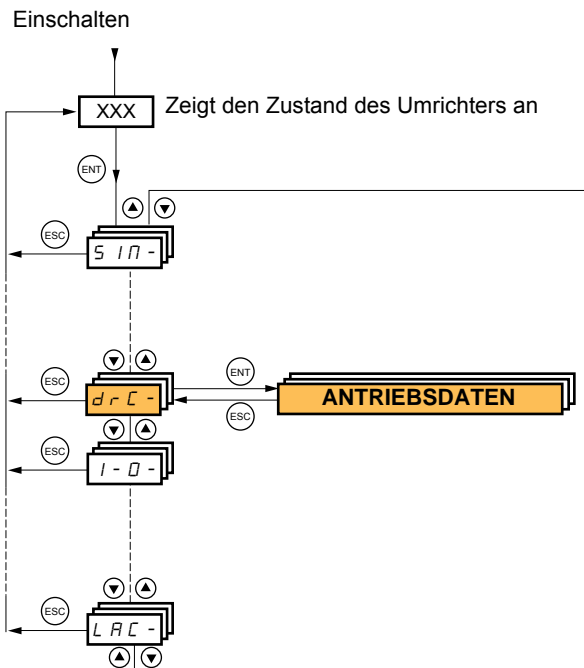 Einschalten
XXX Zeigt den Zustand des Umrichters an
ENT
ESC
SIM-
ENT
ESC
drC-
ANTRIEBSDATEN
ESC
ESC
I-O-
ESC
LAC-